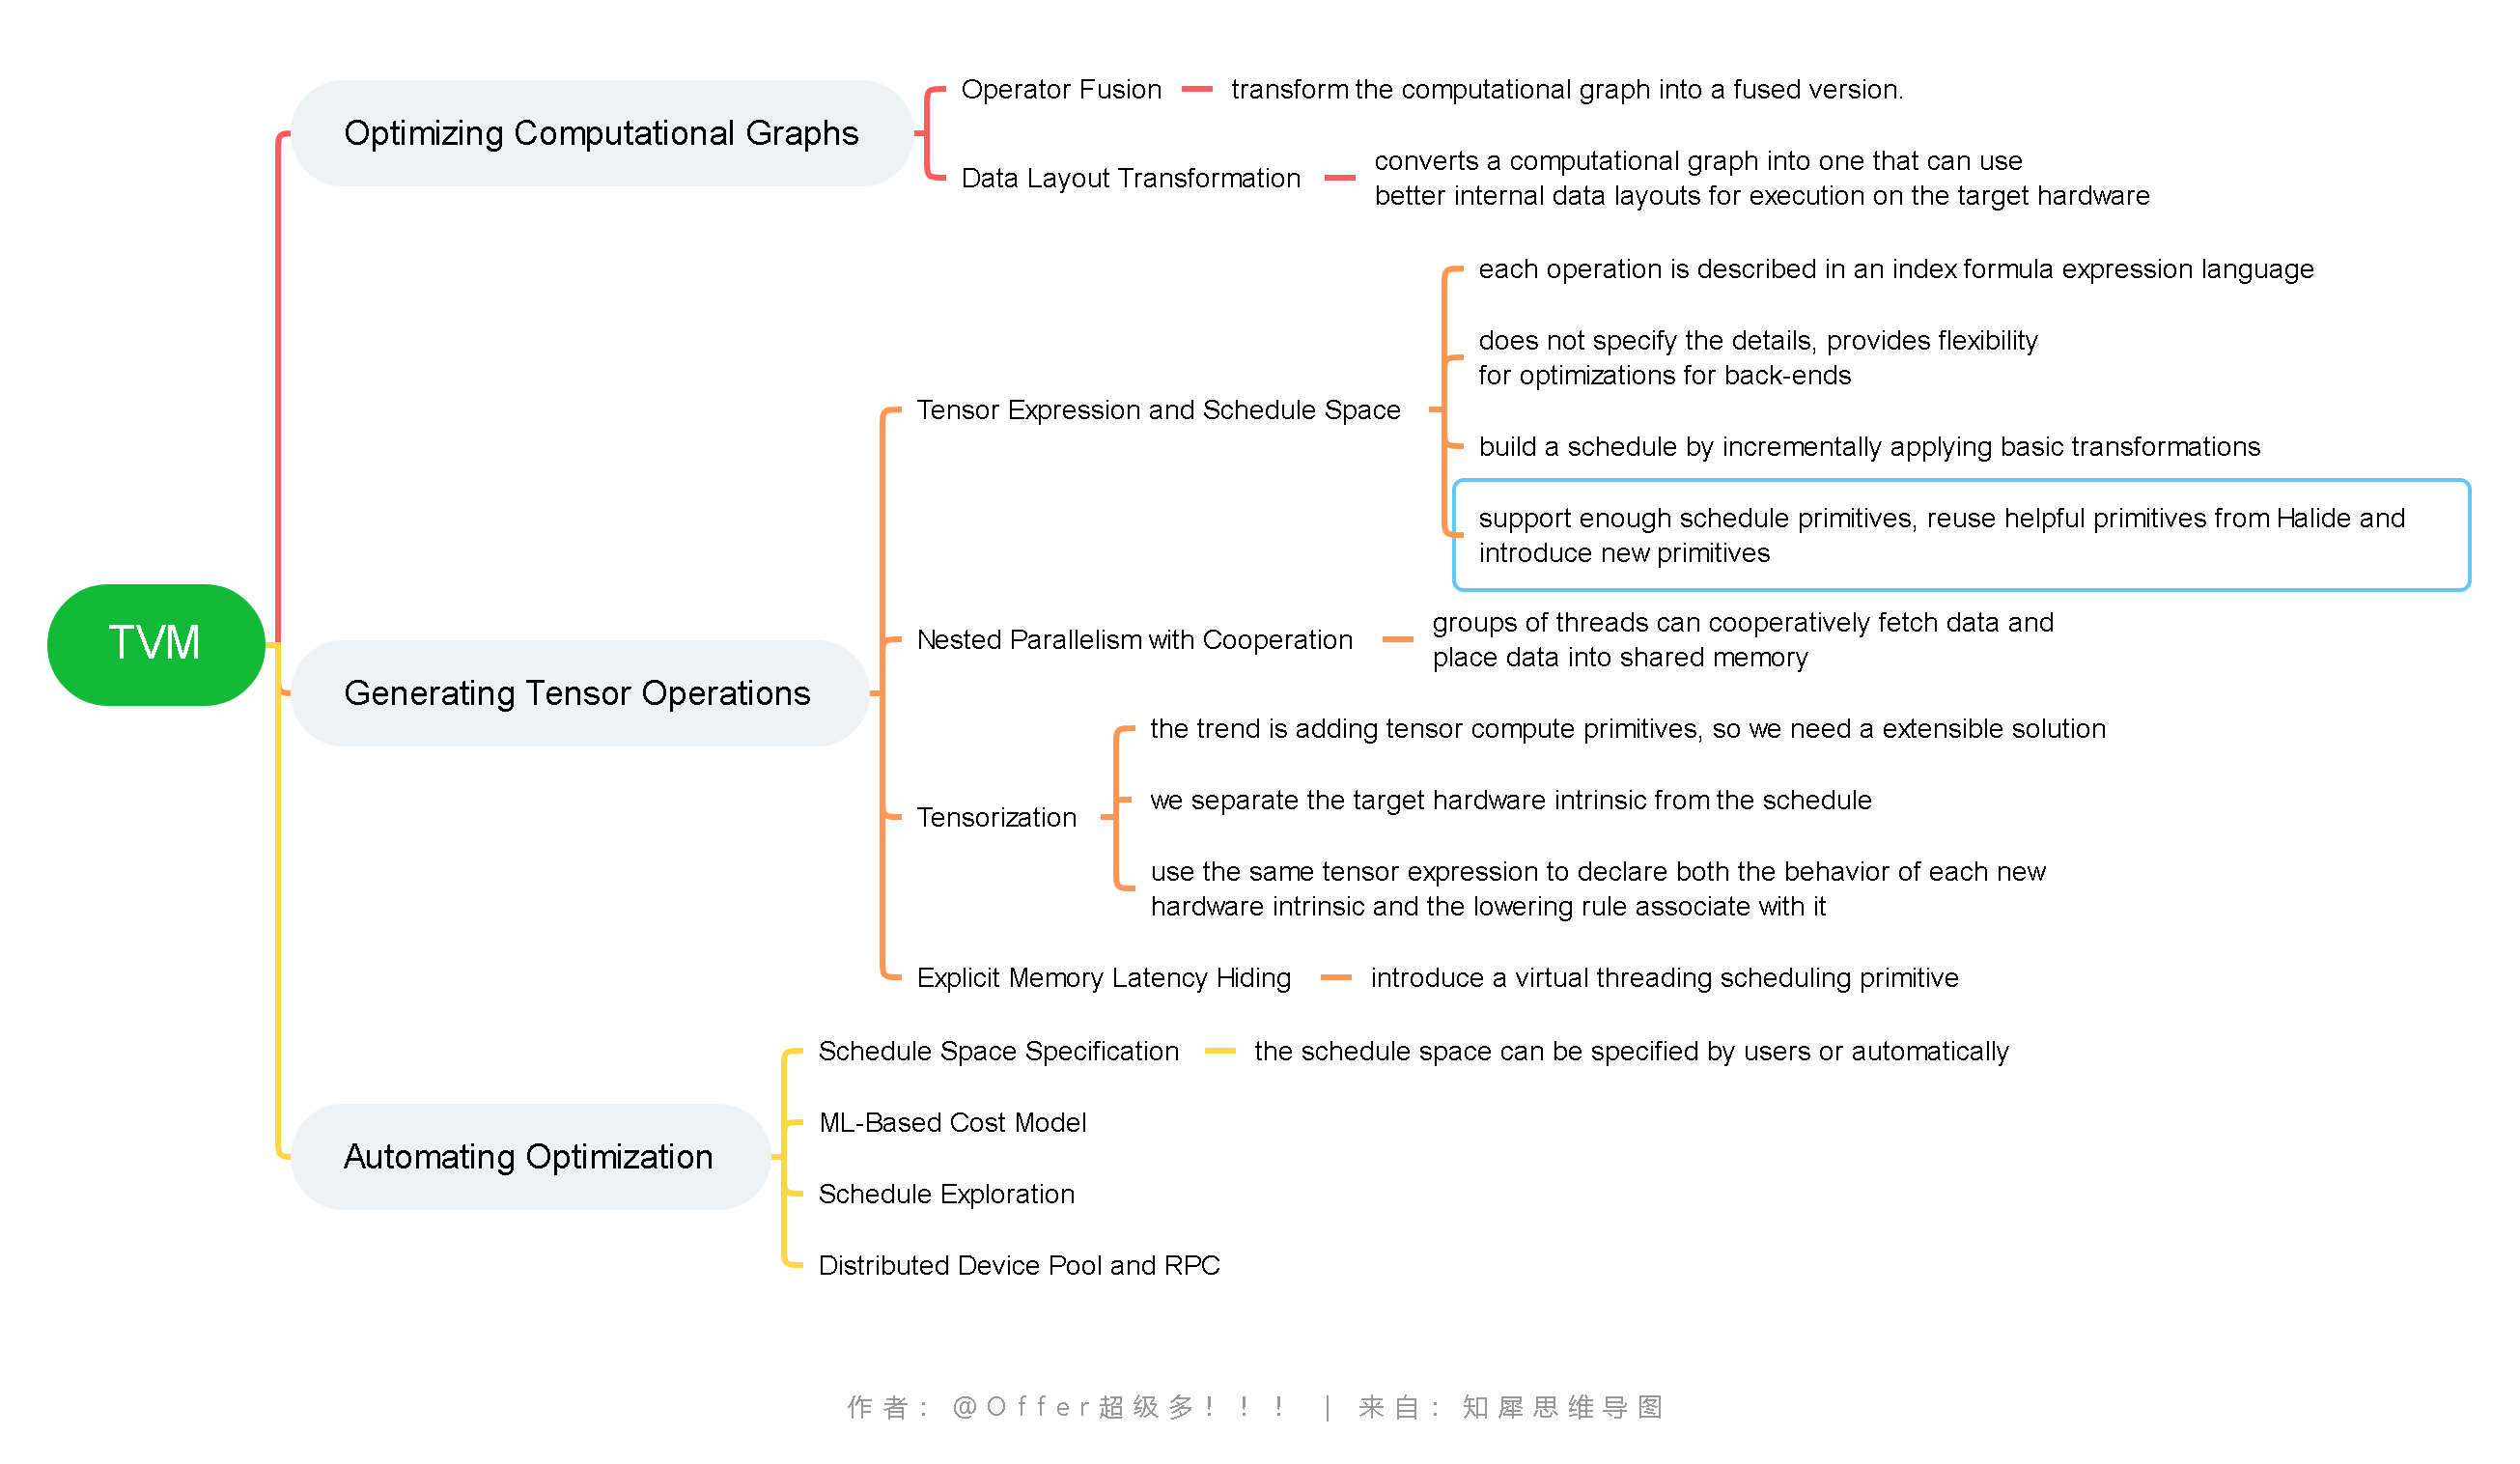 TVM
Optimizing Computational Graphs
Operator Fusion
transform the computational graph into a fused version.
Data Layout Transformation
converts a computational graph into one that can use
better internal data layouts for execution on the target hardware
Generating Tensor Operations
Tensor Expression and Schedule Space
each operation is described in an index formula expression language
does not specify the details, provides flexibility
for optimizations for back-ends
build a schedule by incrementally applying basic transformations
support enough schedule primitives, reuse helpful primitives from Halide and
introduce new primitives
Nested Parallelism with Cooperation
groups of threads can cooperatively fetch data and
place data into shared memory
Tensorization
the trend is adding tensor compute primitives, so we need a extensible solution
we separate the target hardware intrinsic from the schedule
use the same tensor expression to declare both the behavior of each new
hardware intrinsic and the lowering rule associate with it
Explicit Memory Latency Hiding
introduce a virtual threading scheduling primitive
Automating Optimization
Schedule Space Specification
the schedule space can be specified by users or automatically
ML-Based Cost Model
Schedule Exploration
Distributed Device Pool and RPC
作者：@Offer超级多！！！ | 来自：知犀思维导图